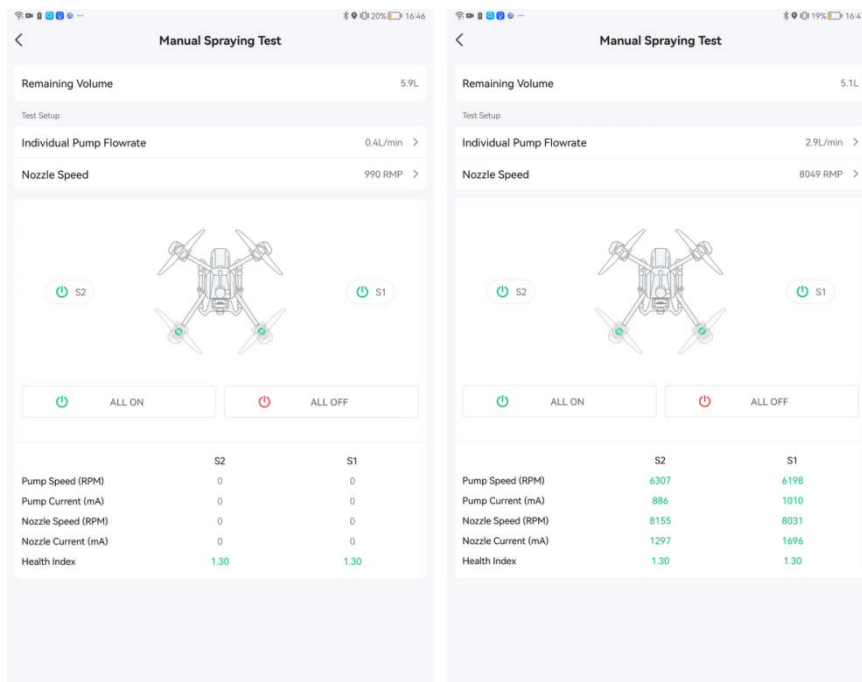 20% 16:46
Manual Spraying Test
Remaining Volume 5.9L
Test Setup
Individual Pump Flowrate 0.4L/min
Nozzle Speed 990 RMP
S2 S1
ALL ON ALL OFF
S2 S1
Pump Speed (RPM) 0 0
Pump Current (mA) 0 0
Nozzle Speed (RPM) 0 0
Nozzle Current (mA) 0 0
Health Index 1.30 1.30
19% 16:4
Manual Spraying Test
Remaining Volume 5.1L
Test Setup
Individual Pump Flowrate 2.9L/min
Nozzle Speed 8049 RMP
S2 S1
ALL ON ALL OFF
S2 S1
Pump Speed (RPM) 6307 6198
Pump Current (mA) 886 1010
Nozzle Speed (RPM) 8155 8031
Nozzle Current (mA) 1297 1696
Health Index 1.30 1.30